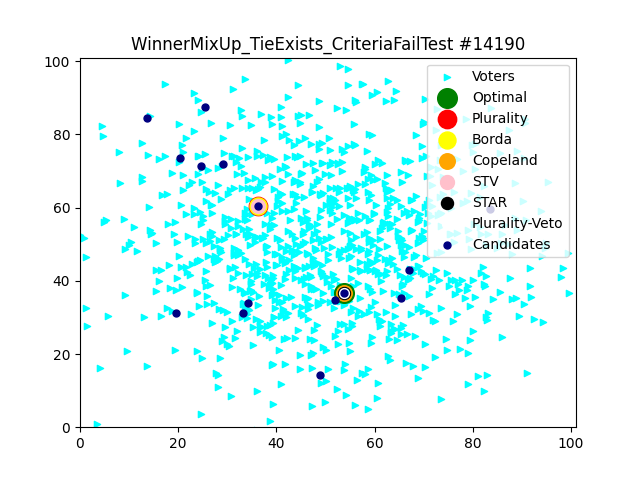 WinnerMixUp_TieExists_CriteriaFailTest #14190
100
80
60
40
20
0
0
20
40
60
80
100
Voters
Optimal
Plurality
Borda
Copeland
STV
STAR
Plurality-Veto
Candidates